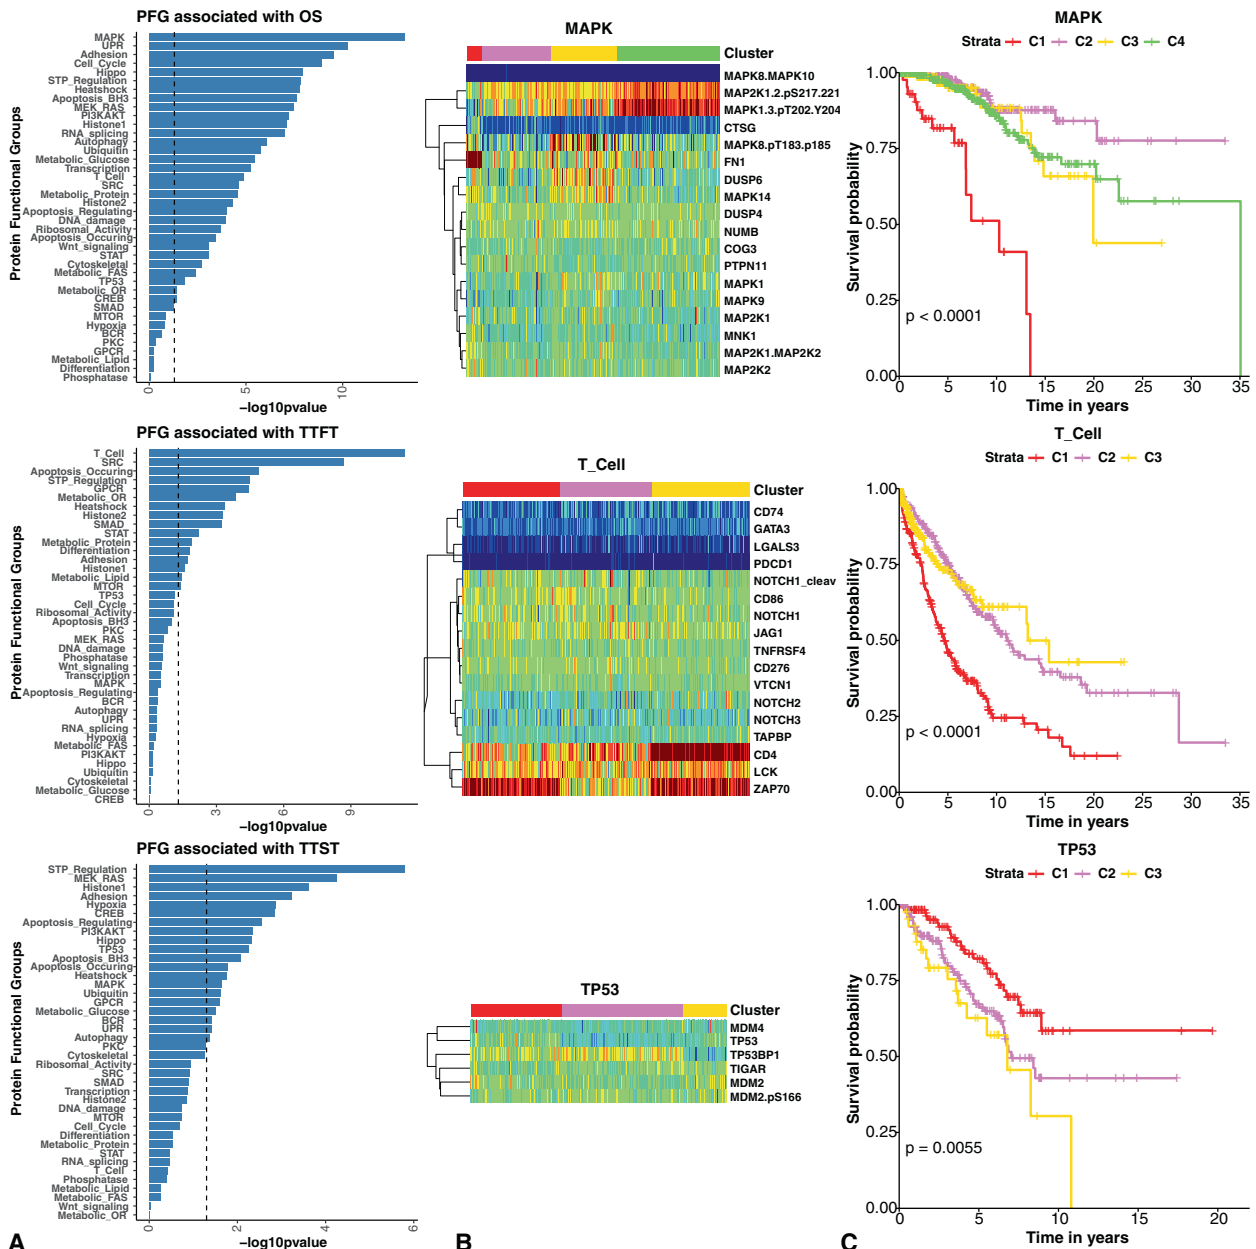 PFG associated with OS
Protein Functional Groups
MAPK
UPR
Adhesion
Cell_Cycle
Hippo
STP_Regulation
Heatshock
Apoptosis_BH3
MEK_RAS
PI3KAKT
Histone1
RNA_splicing
Autophagy
Ubiquitin
Metabolic_Glucose
Transcription
T_Cell
SRC
Metabolic_Protein
Histone2
Apoptosis_Regulating
DNA_damage
Ribosomal_Activity
Apoptosis_Occuring
Wnt_signaling
STAT
Cytoskeletal
Metabolic_FAS
TP53
Metabolic_OR
CREB
SMAD
MTOR
Hypoxia
BCR
PKC
GPCR
Metabolic_Lipid
Differentiation
Phosphatase
0 5 10
−log10pvalue
MAPK
Cluster
MAPK8.MAPK10
MAP2K1.2.pS217.221
MAPK1.3.pT202.Y204
CTSG
MAPK8.pT183.p185
FN1
DUSP6
MAPK14
DUSP4
NUMB
COG3
PTPN11
MAPK1
MAPK9
MAP2K1
MNK1
MAP2K1.MAP2K2
MAP2K2
MAPK
Strata C1 C2 C3 C4
Survival probability
1.00
0.75
0.50
0.25
0.00
p < 0.0001
0 5 10 15 20 25 30 35
Time in years
PFG associated with TTFT
Protein Functional Groups
T_Cell
SRC
Apoptosis_Occuring
STP_Regulation
GPCR
Metabolic_OR
Heatshock
Histone2
SMAD
STAT
Metabolic_Protein
Differentiation
Adhesion
Histone1
Metabolic_Lipid
MTOR
TP53
Cell_Cycle
Ribosomal_Activity
Apoptosis_BH3
PKC
MEK_RAS
DNA_damage
Phosphatase
Wnt_signaling
Transcription
MAPK
Apoptosis_Regulating
BCR
Autophagy
UPR
RNA_splicing
Hypoxia
Metabolic_FAS
PI3KAKT
Hippo
Ubiquitin
Cytoskeletal
Metabolic_Glucose
CREB
0 3 6 9
−log10pvalue
T_Cell
Cluster
CD74
GATA3
LGALS3
PDCD1
NOTCH1_cleav
CD86
NOTCH1
JAG1
TNFRSF4
CD276
VTCN1
NOTCH2
NOTCH3
TAPBP
CD4
LCK
ZAP70
T_Cell
Strata C1 C2 C3
Survival probability
1.00
0.75
0.50
0.25
0.00
p < 0.0001
0 5 10 15 20 25 30 35
Time in years
PFG associated with TTST
Protein Functional Groups
STP_Regulation
MEK_RAS
Histone1
Adhesion
Hypoxia
CREB
Apoptosis_Regulating
PI3KAKT
Hippo
TP53
Apoptosis_BH3
Apoptosis_Occuring
Heatshock
MAPK
Ubiquitin
GPCR
Metabolic_Glucose
BCR
UPR
Autophagy
PKC
Cytoskeletal
Ribosomal_Activity
SRC
SMAD
Transcription
Histone2
DNA_damage
MTOR
Cell_Cycle
Differentiation
Metabolic_Protein
STAT
RNA_splicing
T_Cell
Phosphatase
Metabolic_Lipid
Metabolic_FAS
Wnt_signaling
Metabolic_OR
0 2 4 6
−log10pvalue
TP53
Cluster
MDM4
TP53
TP53BP1
TIGAR
MDM2
MDM2.pS166
TP53
Strata C1 C2 C3
Survival probability
1.00
0.75
0.50
0.25
0.00
p = 0.0055
0 5 10 15 20
Time in years
A B C